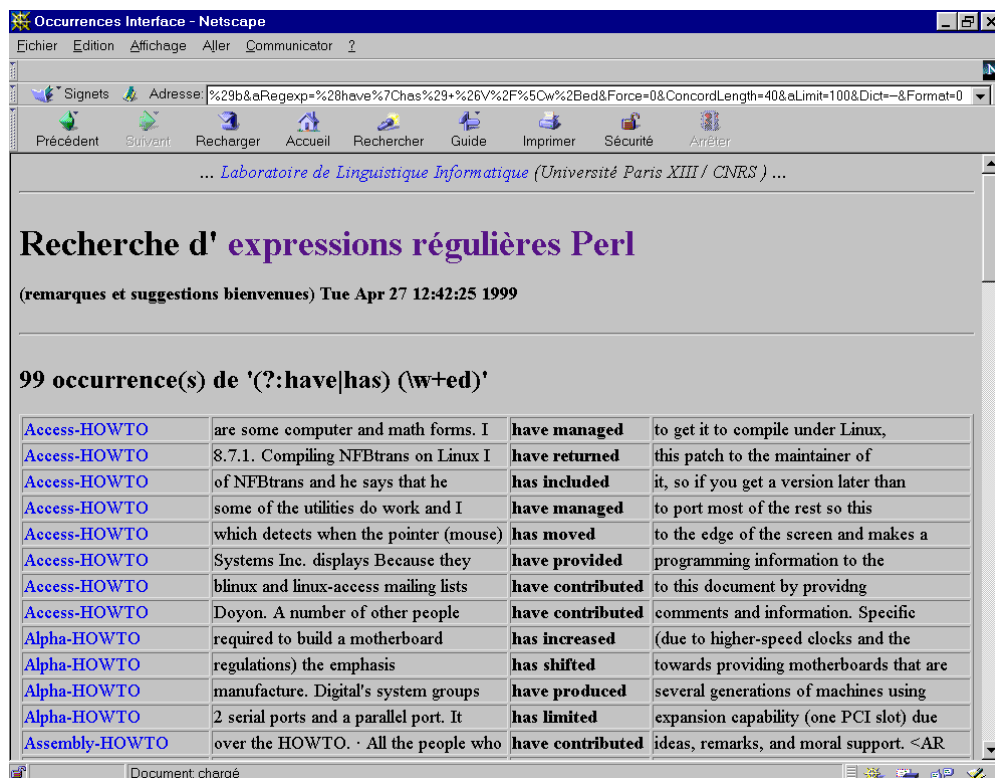 Occurrences Interface - Netscape
Fichier Edition Affichage Aller Communicator ?
Signets Adresse: %29b&aRegexp=%28have%7Chas%29+%26V%2F%5Cw%2Bed&Force=0&ConcordLength=40&aLimit=100&Dict=--&Format=0
Précédent Suivant Recharger Accueil Rechercher Guide Imprimer Sécurité Arrêter
... Laboratoire de Linguistique Informatique (Université Paris XIII / CNRS ) ...
Recherche d' expressions régulières Perl
(remarques et suggestions bienvenues) Tue Apr 27 12:42:25 1999
99 occurrence(s) de '(?:have|has) (\w+ed)'
Access-HOWTO are some computer and math forms. I have managed to get it to compile under Linux,
Access-HOWTO 8.7.1. Compiling NFBtrans on Linux I have returned this patch to the maintainer of
Access-HOWTO of NFBtrans and he says that he has included it, so if you get a version later than
Access-HOWTO some of the utilities do work and I have managed to port most of the rest so this
Access-HOWTO which detects when the pointer (mouse) has moved to the edge of the screen and makes a
Access-HOWTO Systems Inc. displays Because they have provided programming information to the
Access-HOWTO blinux and linux-access mailing lists have contributed to this document by providng
Access-HOWTO Doyon. A number of other people have contributed comments and information. Specific
Alpha-HOWTO required to build a motherboard has increased (due to higher-speed clocks and the
Alpha-HOWTO regulations) the emphasis has shifted towards providing motherboards that are
Alpha-HOWTO manufacture. Digital's system groups have produced several generations of machines using
Alpha-HOWTO 2 serial ports and a parallel port. It has limited expansion capability (one PCI slot) due
Assembly-HOWTO over the HOWTO. · All the people who have contributed ideas, remarks, and moral support. <AR
Document chargé